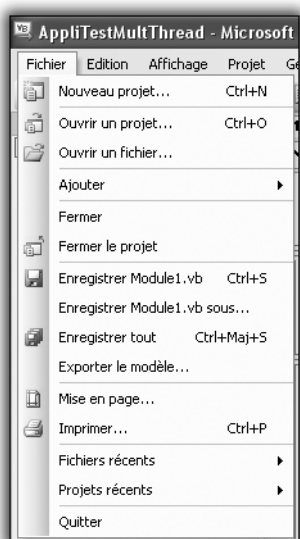 AppliTestMultThread - Microsoft
Fichier Edition Affichage Projet
Nouveau projet... Ctrl+N
Ouvrir un projet... Ctrl+O
Ouvrir un fichier...
Ajouter
Fermer
Fermer le projet
Enregistrer Module1.vb Ctrl+S
Enregistrer Module1.vb sous...
Enregistrer tout Ctrl+Maj+S
Exporter le modèle...
Mise en page...
Imprimer... Ctrl+P
Fichiers récents
Projets récents
Quitter